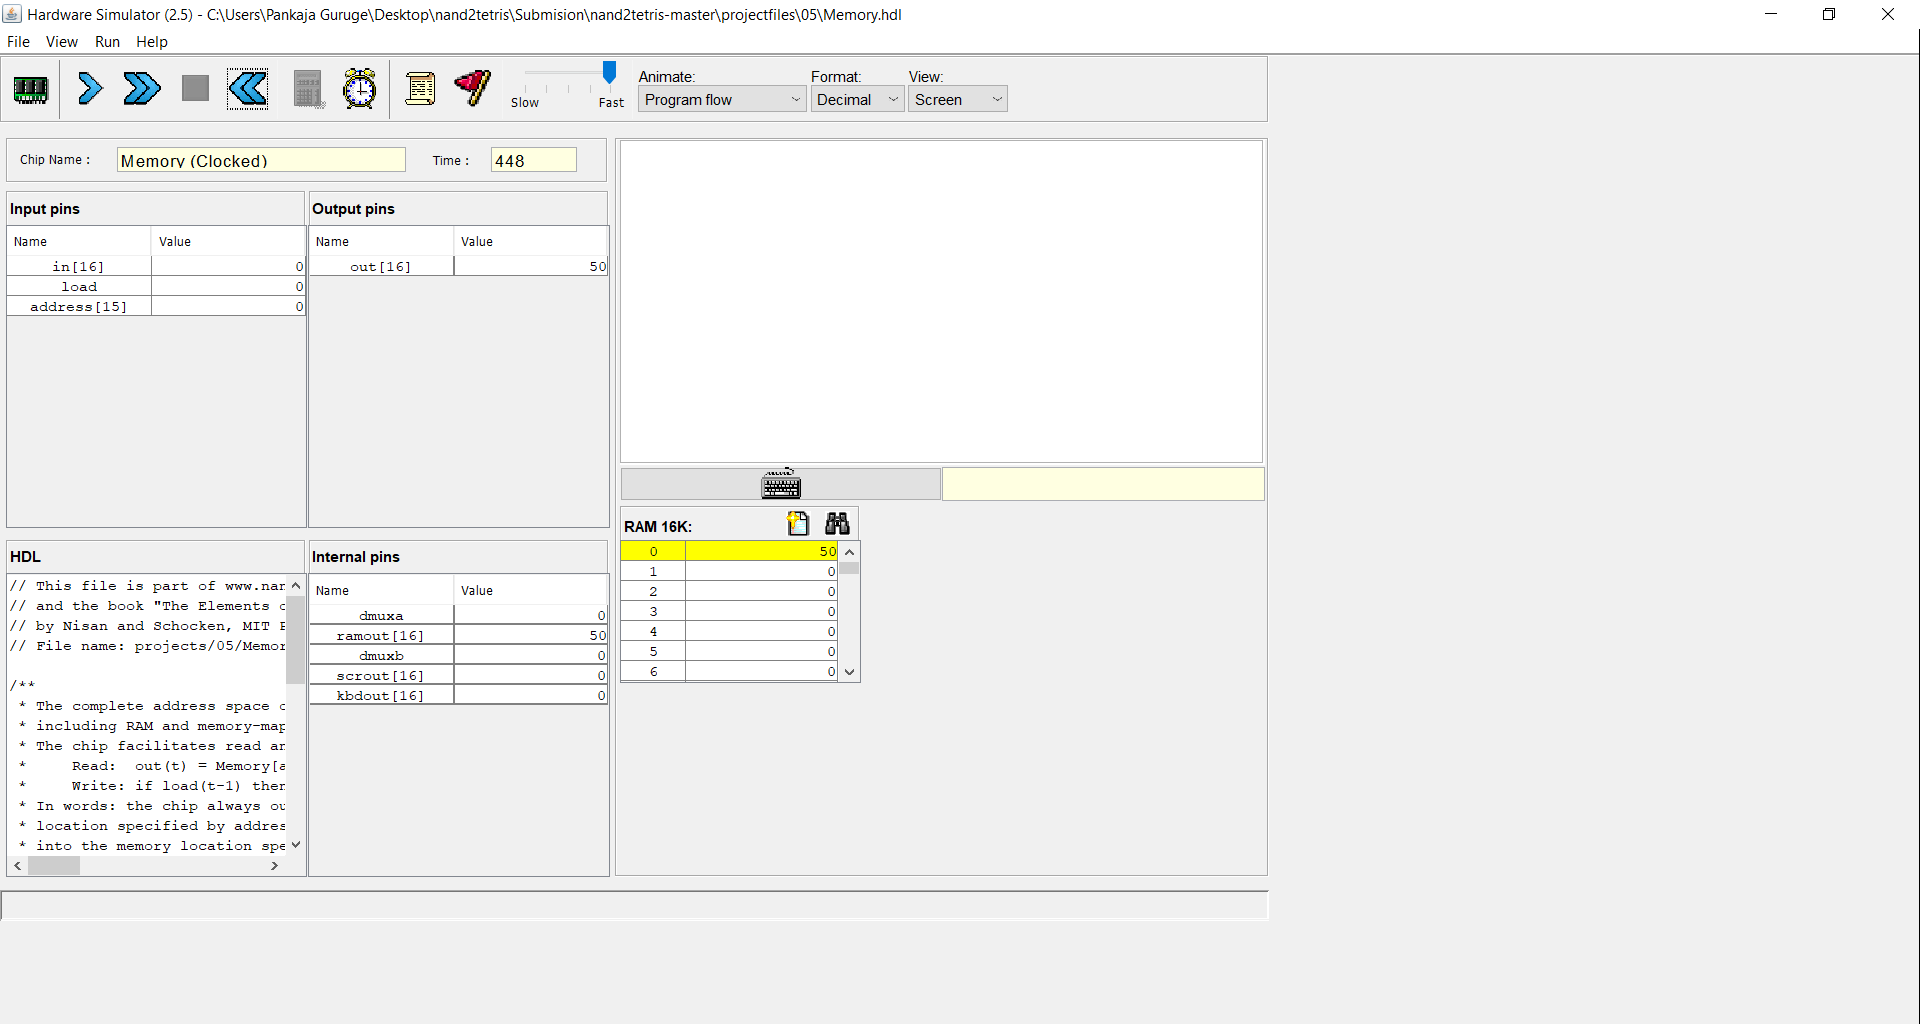 Hardware Simulator (2.5) - C:\Users\Pankaja Guruge\Desktop\nand2tetris\Submision\nand2tetris-master\projectfiles\05\Memory.hdl
File View Run Help
Slow Fast
Animate: Format: View:
Program flow Decimal Screen
Chip Name : Memory (Clocked) Time : 448
Input pins
Name Value
in[16] 0
load 0
address[15] 0
Output pins
Name Value
out[16] 50
HDL
// This file is part of www.nan
// and the book "The Elements o
// by Nisan and Schocken, MIT P
// File name: projects/05/Memor
/**
* The complete address space o
* including RAM and memory-map
* The chip facilitates read an
* Read: out(t) = Memory[a
* Write: if load(t-1) then
* In words: the chip always ou
* location specified by addres
* into the memory location spe
Internal pins
Name Value
dmuxa 0
ramout[16] 50
dmuxb 0
scrout[16] 0
kbdout[16] 0
RAM 16K:
0 50
1 0
2 0
3 0
4 0
5 0
6 0